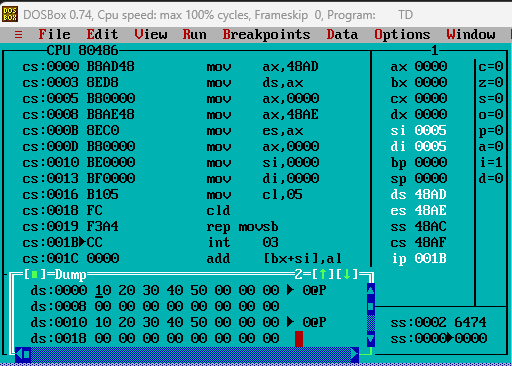 DOSBox 0.74, Cpu speed: max 100% cycles, Frameskip 0, Program: TD
≡ File Edit View Run Breakpoints Data Options Window
CPU 80486 1
cs:0000 B8AD48 mov ax,48AD ax 0000 c=0
cs:0003 8ED8 mov ds,ax bx 0000 z=0
cs:0005 B80000 mov ax,0000 cx 0000 s=0
cs:0008 B8AE48 mov ax,48AE dx 0000 o=0
cs:000B 8EC0 mov es,ax si 0005 p=0
cs:000D B80000 mov ax,0000 di 0005 a=0
cs:0010 BE0000 mov si,0000 bp 0000 i=1
cs:0013 BF0000 mov di,0000 sp 0000 d=0
cs:0016 B105 mov cl,05 ds 48AD
cs:0018 FC cld es 48AE
cs:0019 F3A4 rep movsb ss 48AC
cs:001B►CC int 03 cs 48AF
cs:001C 0000 add [bx+si],al ip 001B
[■]=Dump 2=[↑][↓]
ds:0000 10 20 30 40 50 00 00 00 ► 0@P
ds:0008 00 00 00 00 00 00 00 00
ds:0010 10 20 30 40 50 00 00 00 ► 0@P
ds:0018 00 00 00 00 00 00 00 00
ss:0002 6474
ss:0000►0000